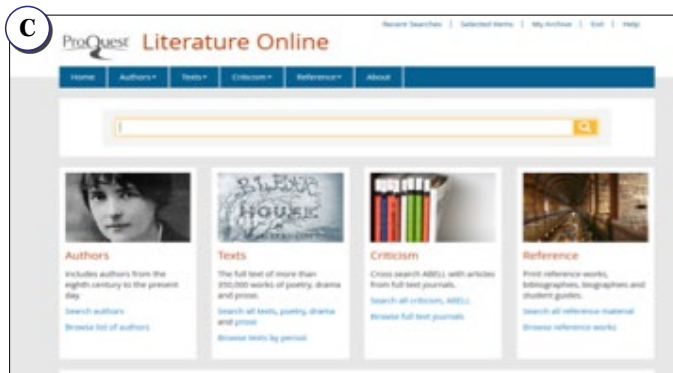 C
Recent Searches | Selected Items | My Archive | Exit | Help
ProQuest Literature Online
Home Authors Texts Criticism Reference About
BLEAK
HOUSE
Authors
Includes authors from the
eighth century to the present
day.
Search authors
Browse list of authors
Texts
The full text of more than
350,000 works of poetry, drama
and prose.
Search all texts, poetry, drama
and prose
Browse texts by period
Criticism
Cross-search ABELL with articles
from full text journals.
Search all criticism, ABELL
Browse full text journals
Reference
Print reference works,
bibliographies, biographies and
student guides.
Search all reference material
Browse reference works